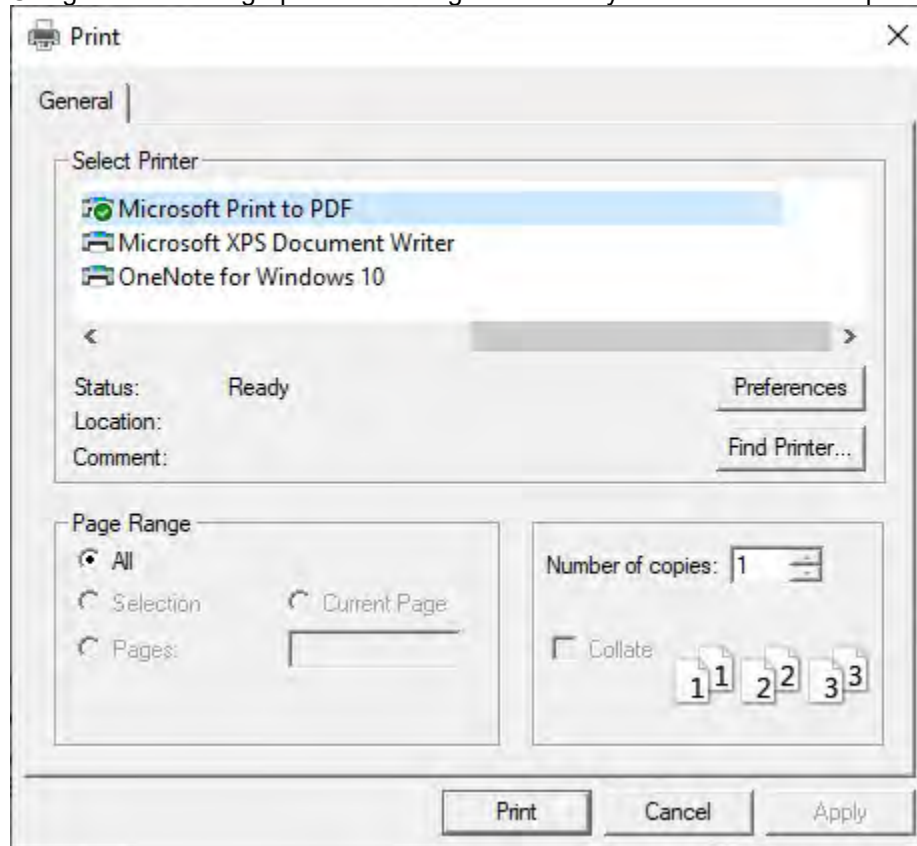 Print
General
Select Printer
Microsoft Print to PDF
Microsoft XPS Document Writer
OneNote for Windows 10
Status: Ready
Preferences
Location:
Comment:
Find Printer...
Page Range
All
Selection Current Page
Pages:
Number of copies: 1
Collate
1 1 2 2 3 3
Print Cancel Apply